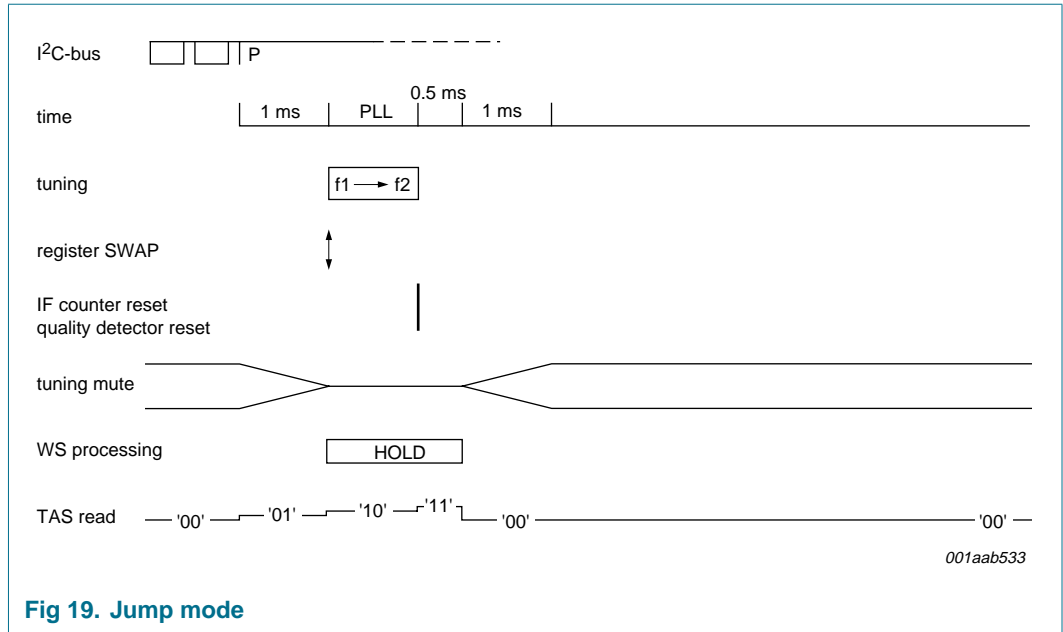 I²C-bus P
time 1 ms PLL 0.5 ms 1 ms
tuning f1 → f2
register SWAP
IF counter reset
quality detector reset
tuning mute
WS processing HOLD
TAS read '00' '01' '10' '11' '00' '00'
001aab533
Fig 19. Jump mode